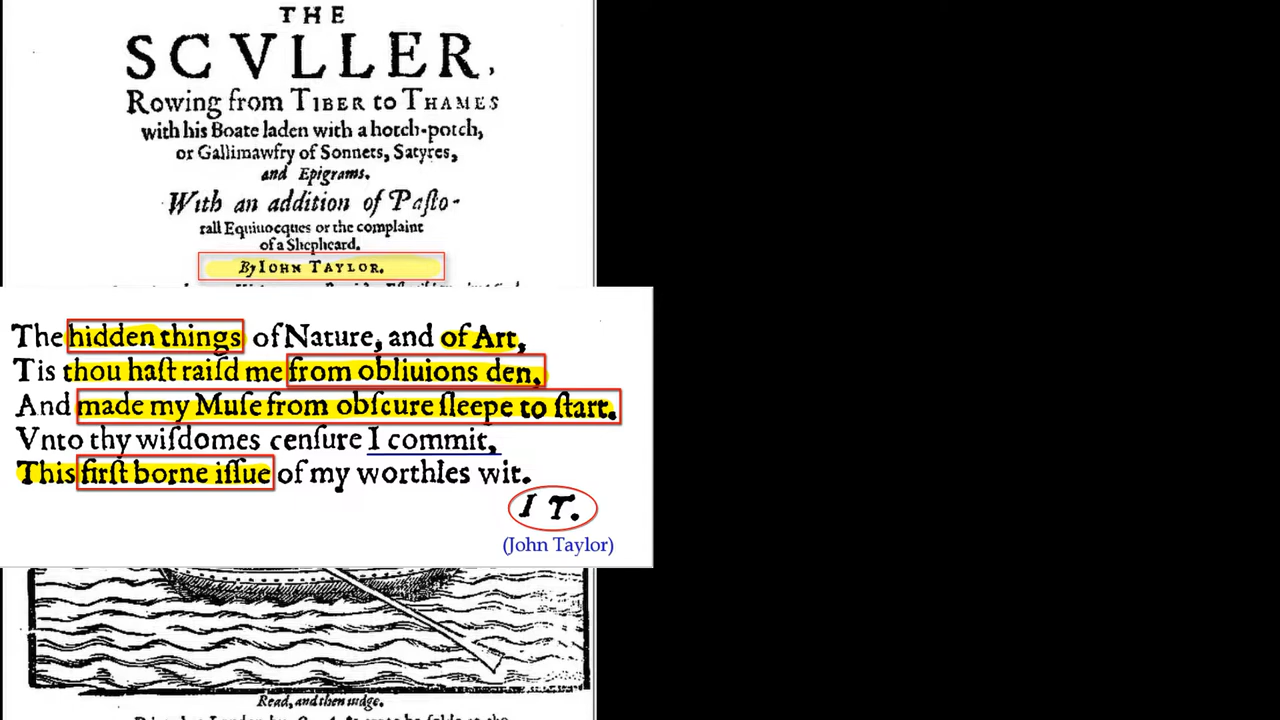 THE
SCVLLER,
Rowing from TIBER to THAMES
with his Boate laden with a hotch-potch,
or Gallimawfry of Sonnets, Satyres,
and Epigrams.
With an addition of Paſto-
rall Equiuocques or the complaint
of a Shepheard.
By IOHN TAYLOR.
The hidden things of Nature, and of Art,
Tis thou haſt raiſd me from obliuions den.
And made my Muſe from obſcure ſleepe to ſtart.
Vnto thy wiſdomes cenſure I commit,
This firſt borne iſſue of my worthles wit.
I T.
(John Taylor)
Read, and then iudge.